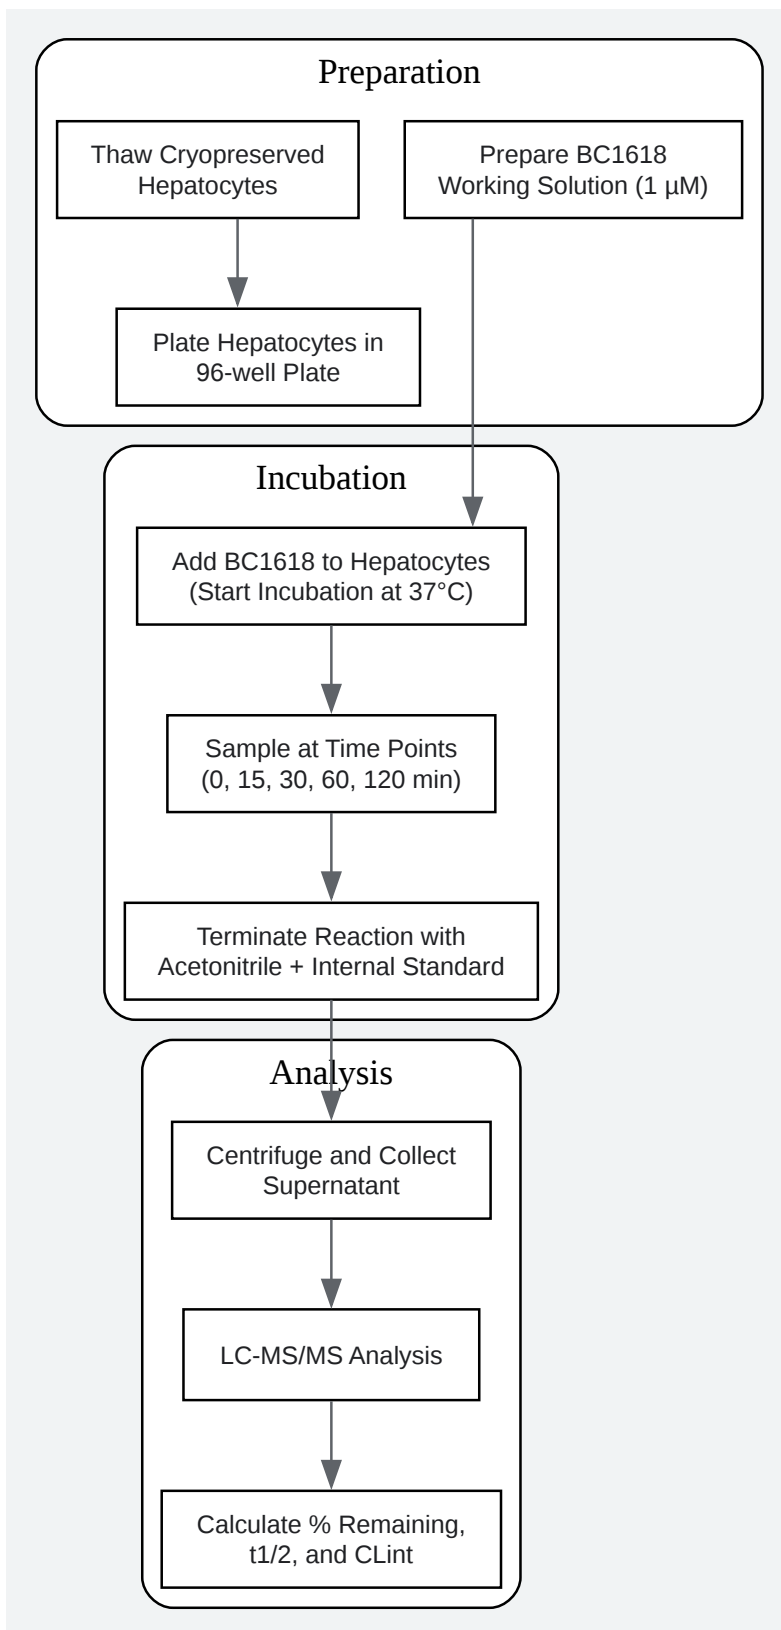 Preparation
Thaw Cryopreserved
Hepatocytes
Prepare BC1618
Working Solution (1 µM)
Plate Hepatocytes in
96-well Plate
Incubation
Add BC1618 to Hepatocytes
(Start Incubation at 37°C)
Sample at Time Points
(0, 15, 30, 60, 120 min)
Terminate Reaction with
Acetonitrile + Internal Standard
Analysis
Centrifuge and Collect
Supernatant
LC-MS/MS Analysis
Calculate % Remaining,
t1/2, and CLint